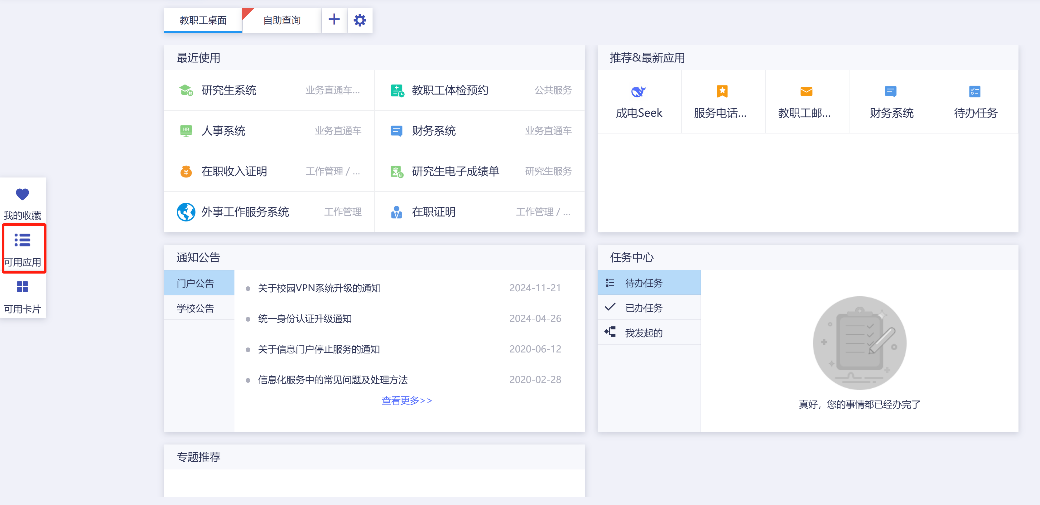 教职工桌面
自助查询
最近使用
研究生系统 业务直通车...
教职工体检预约 公共服务
人事系统 业务直通车
财务系统 业务直通车
在职收入证明 工作管理 / ...
研究生电子成绩单 研究生服务
外事工作服务系统 工作管理
在职证明 工作管理 / ...
推荐&最新应用
成电Seek
服务电话...
教职工邮...
财务系统
待办任务
我的收藏
可用应用
可用卡片
通知公告
门户公告
学校公告
关于校园VPN系统升级的通知 2024-11-21
统一身份认证升级通知 2024-04-26
关于信息门户停止服务的通知 2020-06-12
信息化服务中的常见问题及处理方法 2020-02-28
查看更多>>
任务中心
待办任务
已办任务
我发起的
真好，您的事情都已经办完了
专题推荐